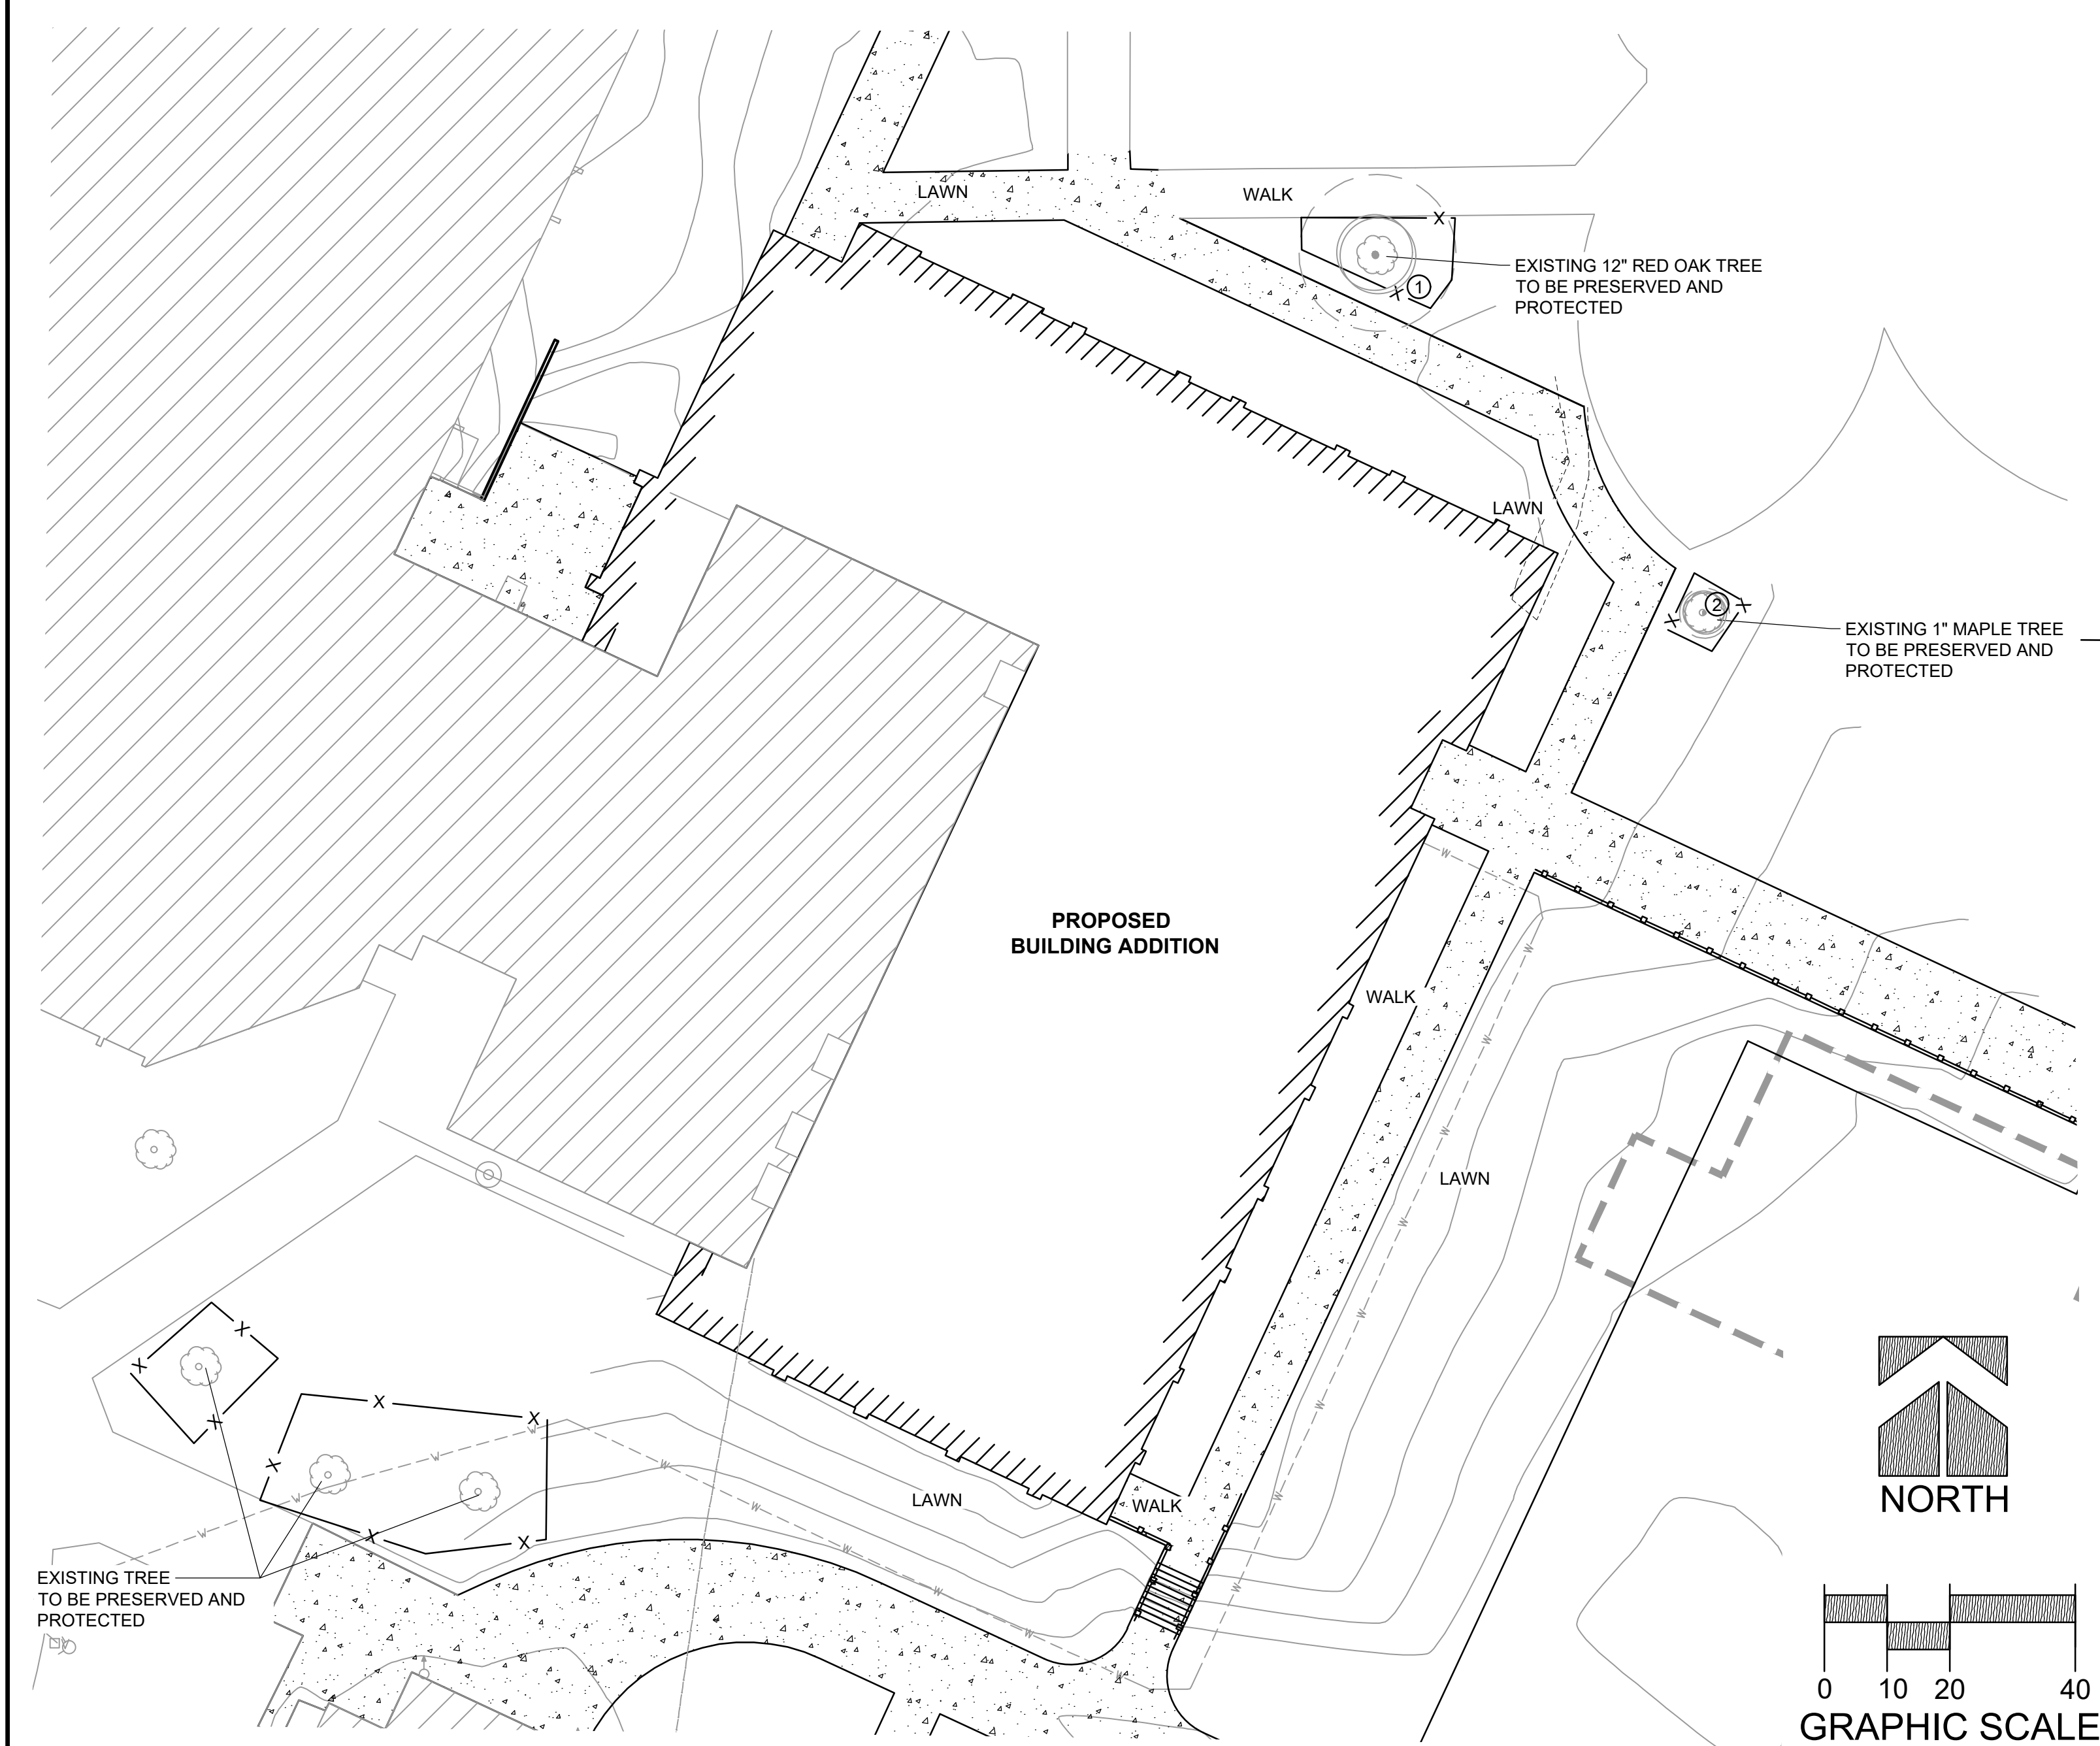 LAWN
WALK
X
EXISTING 12" RED OAK TREE
TO BE PRESERVED AND
PROTECTED
X
1
LAWN
2
X
X
EXISTING 1" MAPLE TREE
TO BE PRESERVED AND
PROTECTED
W
PROPOSED
BUILDING ADDITION
W
WALK
W
W
LAWN
W
W
X
X
X
W
X
X
W
W
X
W
W
W
LAWN
WALK
W
W
X
X
W
W
EXISTING TREE
TO BE PRESERVED AND
PROTECTED
W
W
W
NORTH
0 10 20 40
GRAPHIC SCALE